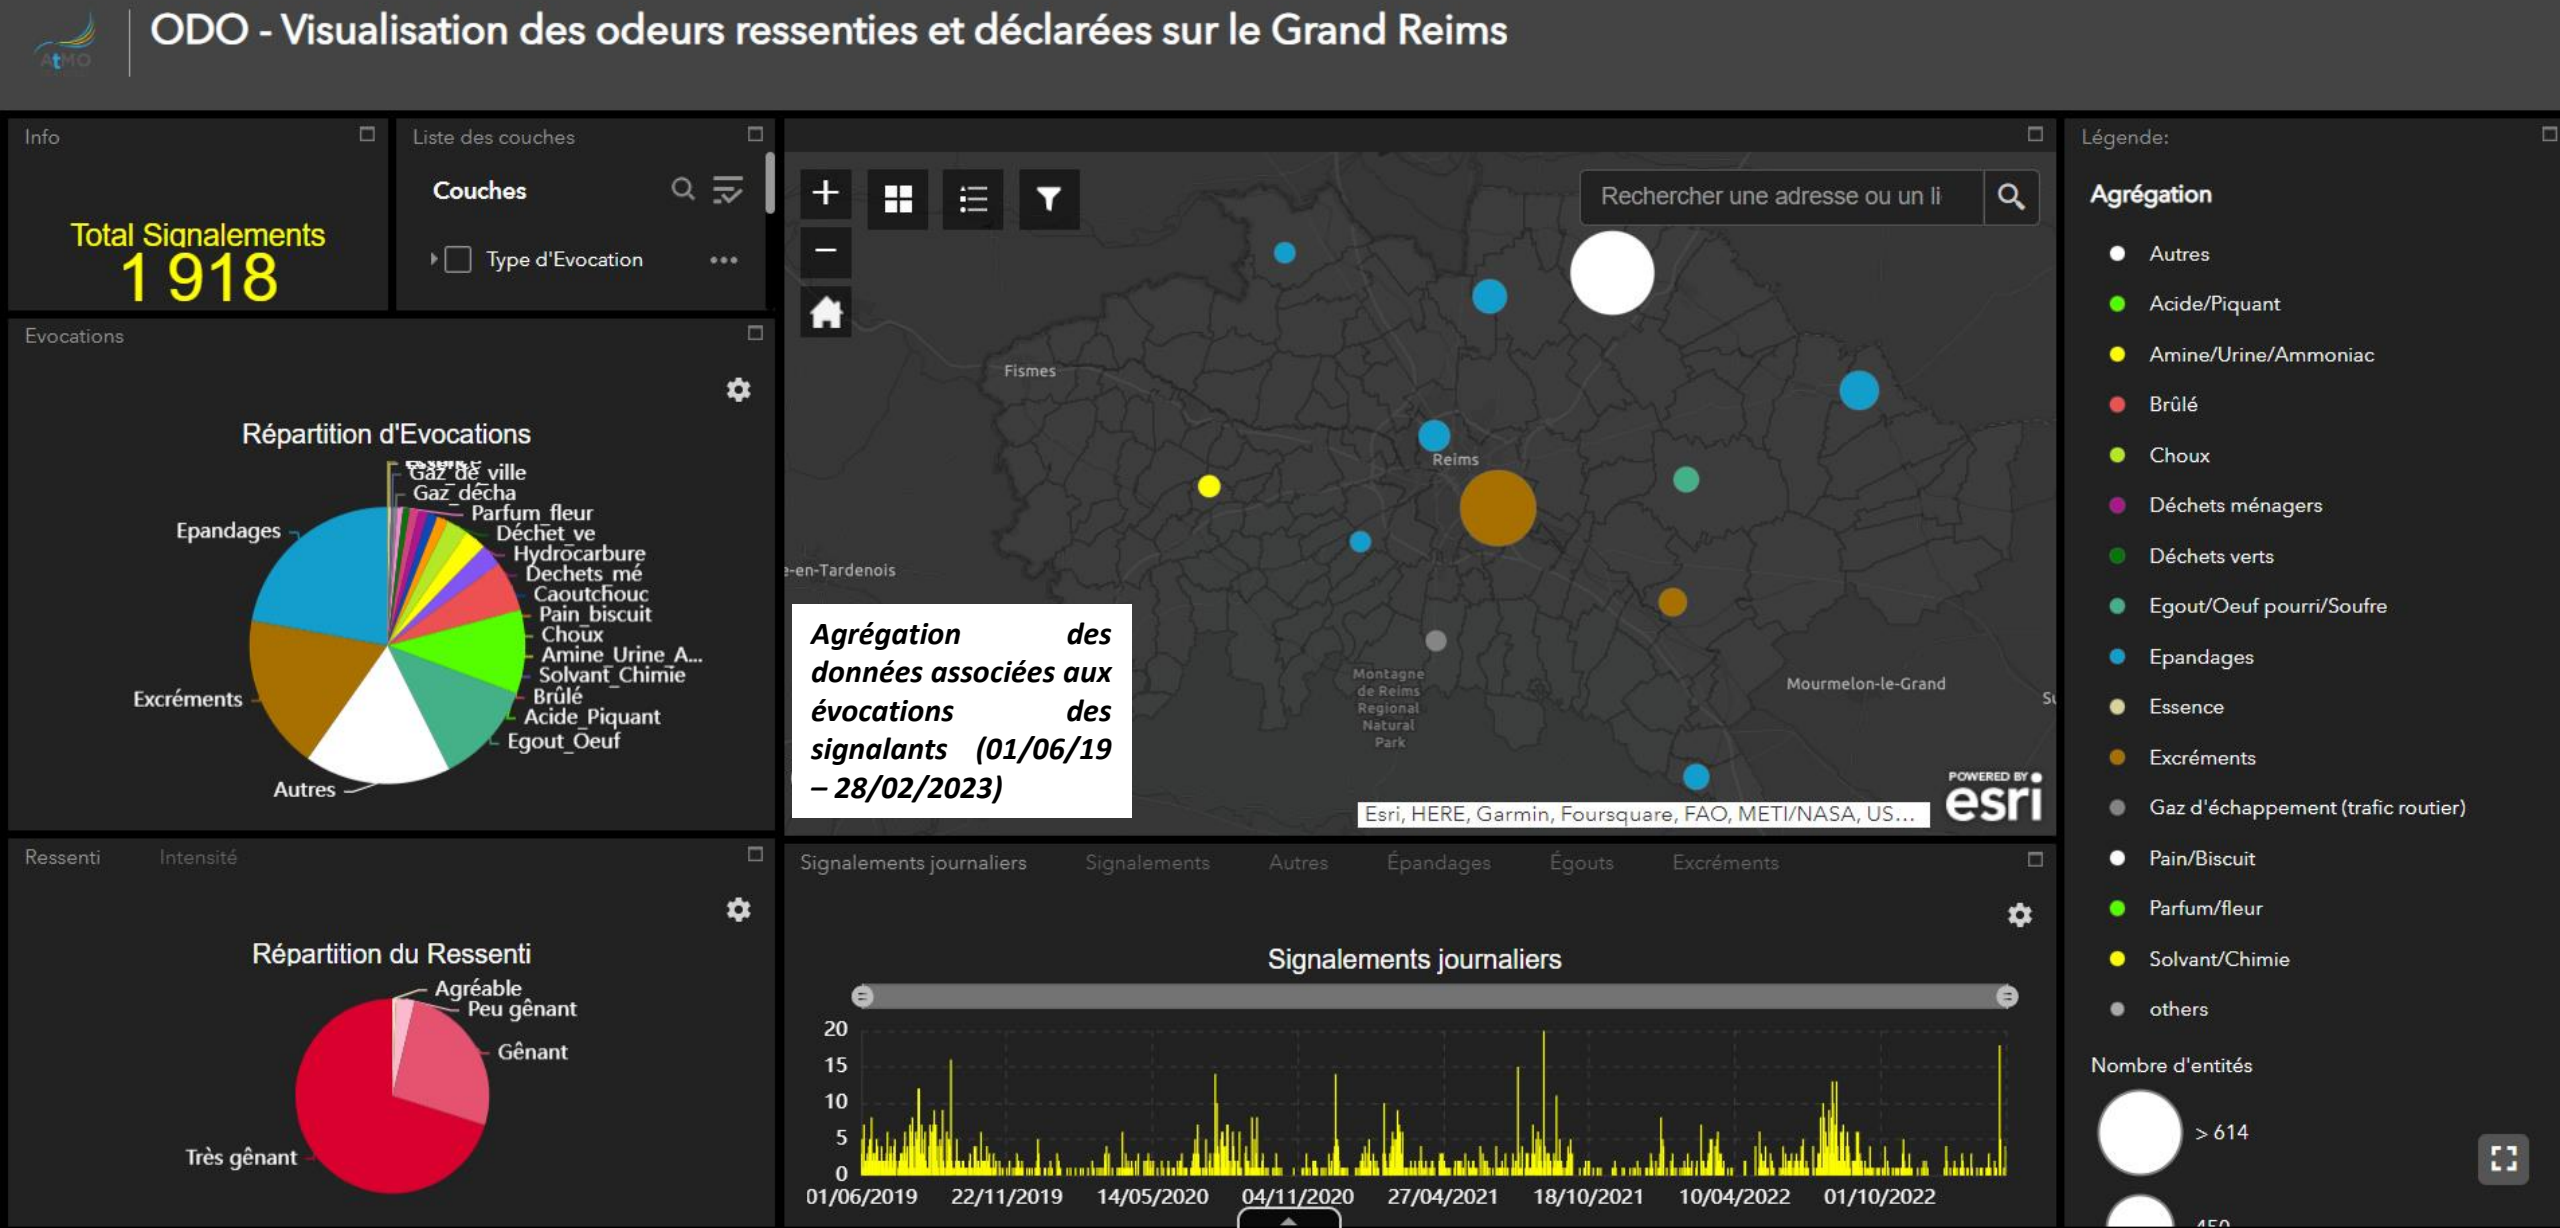 AtMO
ODO - Visualisation des odeurs ressenties et déclarées sur le Grand Reims
Info
Total Signalements
1 918
Liste des couches
Couches
Type d'Evocation
Evocations
Répartition d'Evocations
Gaz_de_ville
Gaz_décha
Parfum_fleur
Déchet_ve
Hydrocarbure
Dechets_mé
Caoutchouc
Pain_biscuit
Choux
Amine_Urine_A...
Solvant_Chimie
Brûlé
Acide_Piquant
Egout_Oeuf
Epandages
Excréments
Autres
Ressenti
Intensité
Répartition du Ressenti
Agréable
Peu gênant
Gênant
Très gênant
Rechercher une adresse ou un li
Fismes
Reims
e-en-Tardenois
Montagne
de Reims
Regional
Natural
Park
Mourmelon-le-Grand
Su
Agrégation des
données associées aux
évocations des
signalants (01/06/19
– 28/02/2023)
POWERED BY
esri
Esri, HERE, Garmin, Foursquare, FAO, METI/NASA, US...
Signalements journaliers
Signalements
Autres
Épandages
Égouts
Excréments
Signalements journaliers
20
15
10
5
0
01/06/2019
22/11/2019
14/05/2020
04/11/2020
27/04/2021
18/10/2021
10/04/2022
01/10/2022
Légende:
Agrégation
Autres
Acide/Piquant
Amine/Urine/Ammoniac
Brûlé
Choux
Déchets ménagers
Déchets verts
Egout/Oeuf pourri/Soufre
Epandages
Essence
Excréments
Gaz d'échappement (trafic routier)
Pain/Biscuit
Parfum/fleur
Solvant/Chimie
others
Nombre d'entités
> 614